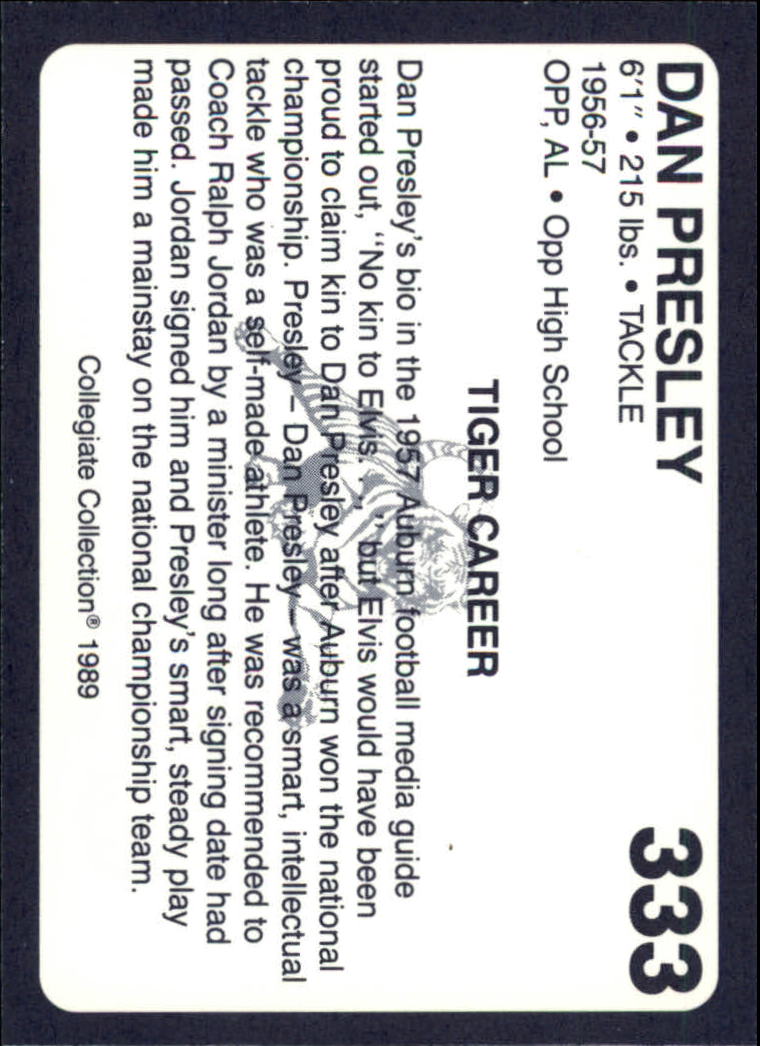 DAN PRESLEY 333
6'1" • 215 lbs. • TACKLE
1956-57
OPP, AL • Opp High School
TIGER CAREER
Dan Presley's bio in the 1957 Auburn football media guide
started out, "No kin to Elvis. . ., but Elvis would have been
proud to claim kin to Dan Presley after Auburn won the national
championship. Presley – Dan Presley – was a smart, intellectual
tackle who was a self-made athlete. He was recommended to
Coach Ralph Jordan by a minister long after signing date had
passed. Jordan signed him and Presley's smart, steady play
made him a mainstay on the national championship team.
Collegiate Collection® 1989